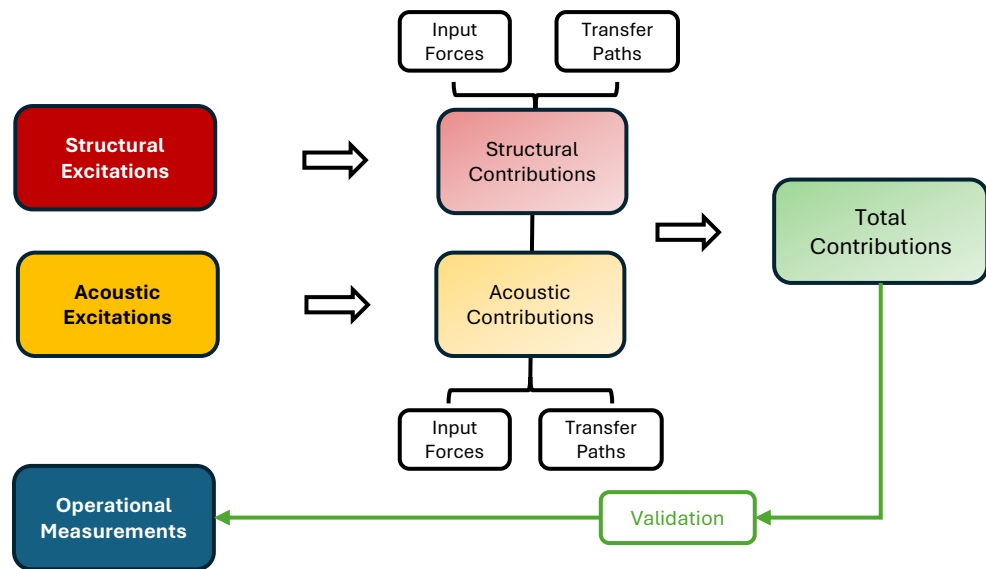 Input
Forces
Transfer
Paths
Structural
Excitations
Structural
Contributions
Total
Contributions
Acoustic
Excitations
Acoustic
Contributions
Input
Forces
Transfer
Paths
Operational
Measurements
Validation